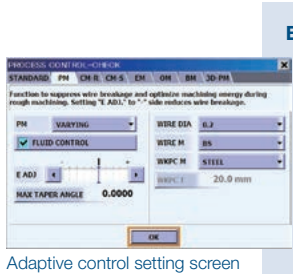 E
PROCESS CONTROL-CHECK
STANDARD PM CM-R CM-S EM OM BM 3D-PM
Function to suppress wire breakage and optimize machining energy during
rough machining. Setting "E ADJ." to "-" side reduces wire breakage.
PM VARYING WIRE DIA 0.2
FLUID CONTROL WIRE M BS
- +
WKPC M STEEL
E ADJ
WKPC T 20.0 mm
MAX TAPER ANGLE 0.0000
OK
Adaptive control setting screen